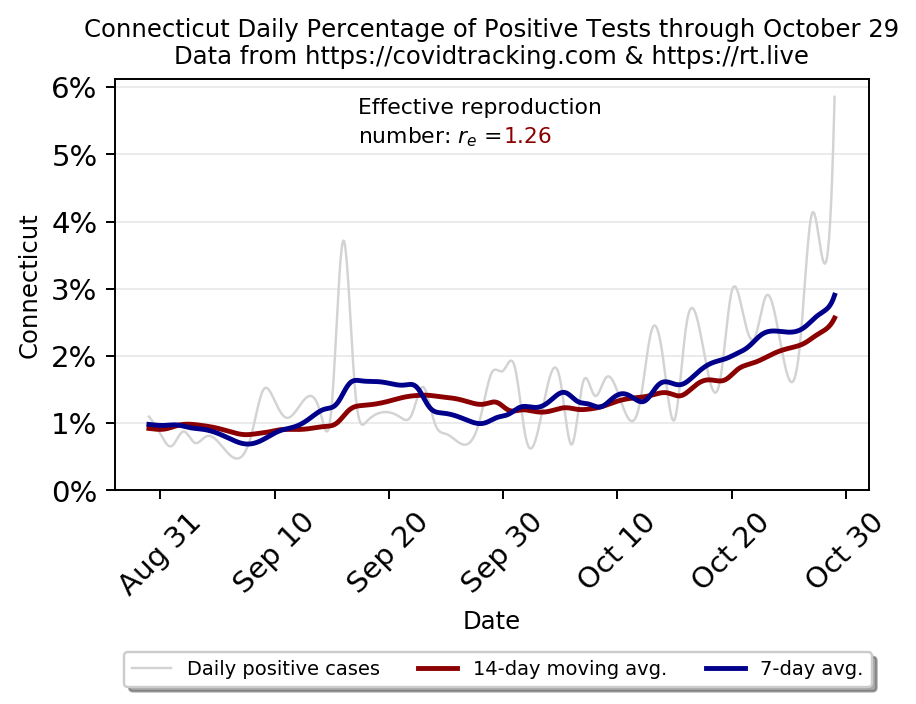 Connecticut Daily Percentage of Positive Tests through October 29
Data from https://covidtracking.com & https://rt.live
Effective reproduction
number: r_e =1.26
6%
5%
4%
3%
2%
1%
0%
Connecticut
Aug 31
Sep 10
Sep 20
Sep 30
Oct 10
Oct 20
Oct 30
Date
Daily positive cases
14-day moving avg.
7-day avg.